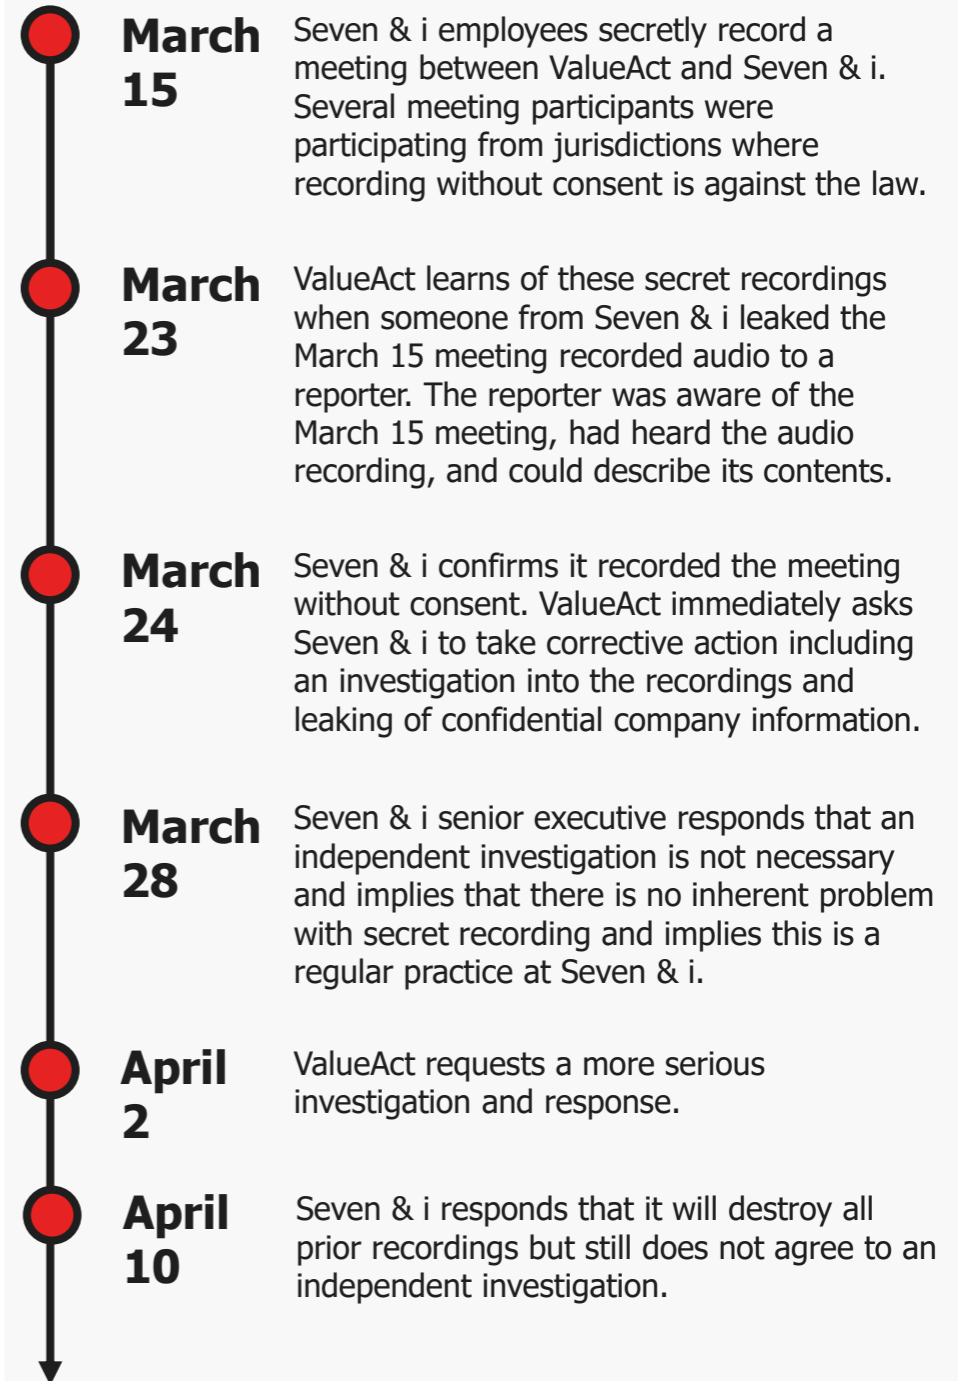 March
15
Seven & i employees secretly record a
meeting between ValueAct and Seven & i.
Several meeting participants were
participating from jurisdictions where
recording without consent is against the law.
March
23
ValueAct learns of these secret recordings
when someone from Seven & i leaked the
March 15 meeting recorded audio to a
reporter. The reporter was aware of the
March 15 meeting, had heard the audio
recording, and could describe its contents.
March
24
Seven & i confirms it recorded the meeting
without consent. ValueAct immediately asks
Seven & i to take corrective action including
an investigation into the recordings and
leaking of confidential company information.
March
28
Seven & i senior executive responds that an
independent investigation is not necessary
and implies that there is no inherent problem
with secret recording and implies this is a
regular practice at Seven & i.
April
2
ValueAct requests a more serious
investigation and response.
April
10
Seven & i responds that it will destroy all
prior recordings but still does not agree to an
independent investigation.